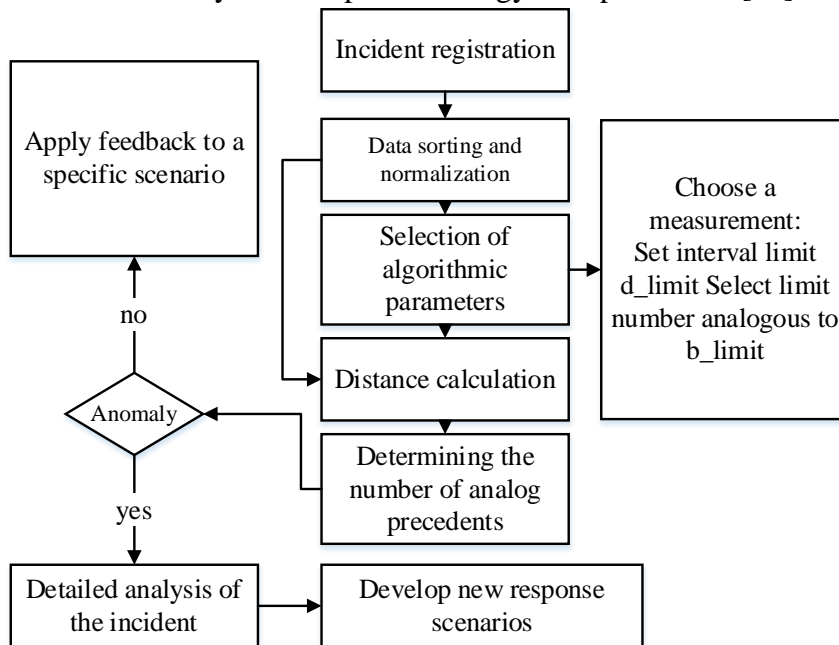 Incident registration
Apply feedback to a
specific scenario
Data sorting and
normalization
Choose a
measurement:
Set interval limit
d_limit Select limit
number analogous to
b_limit
Selection of
algorithmic
parameters
no
Distance calculation
Anomaly
Determining the
number of analog
precedents
yes
Detailed analysis of
the incident
Develop new response
scenarios